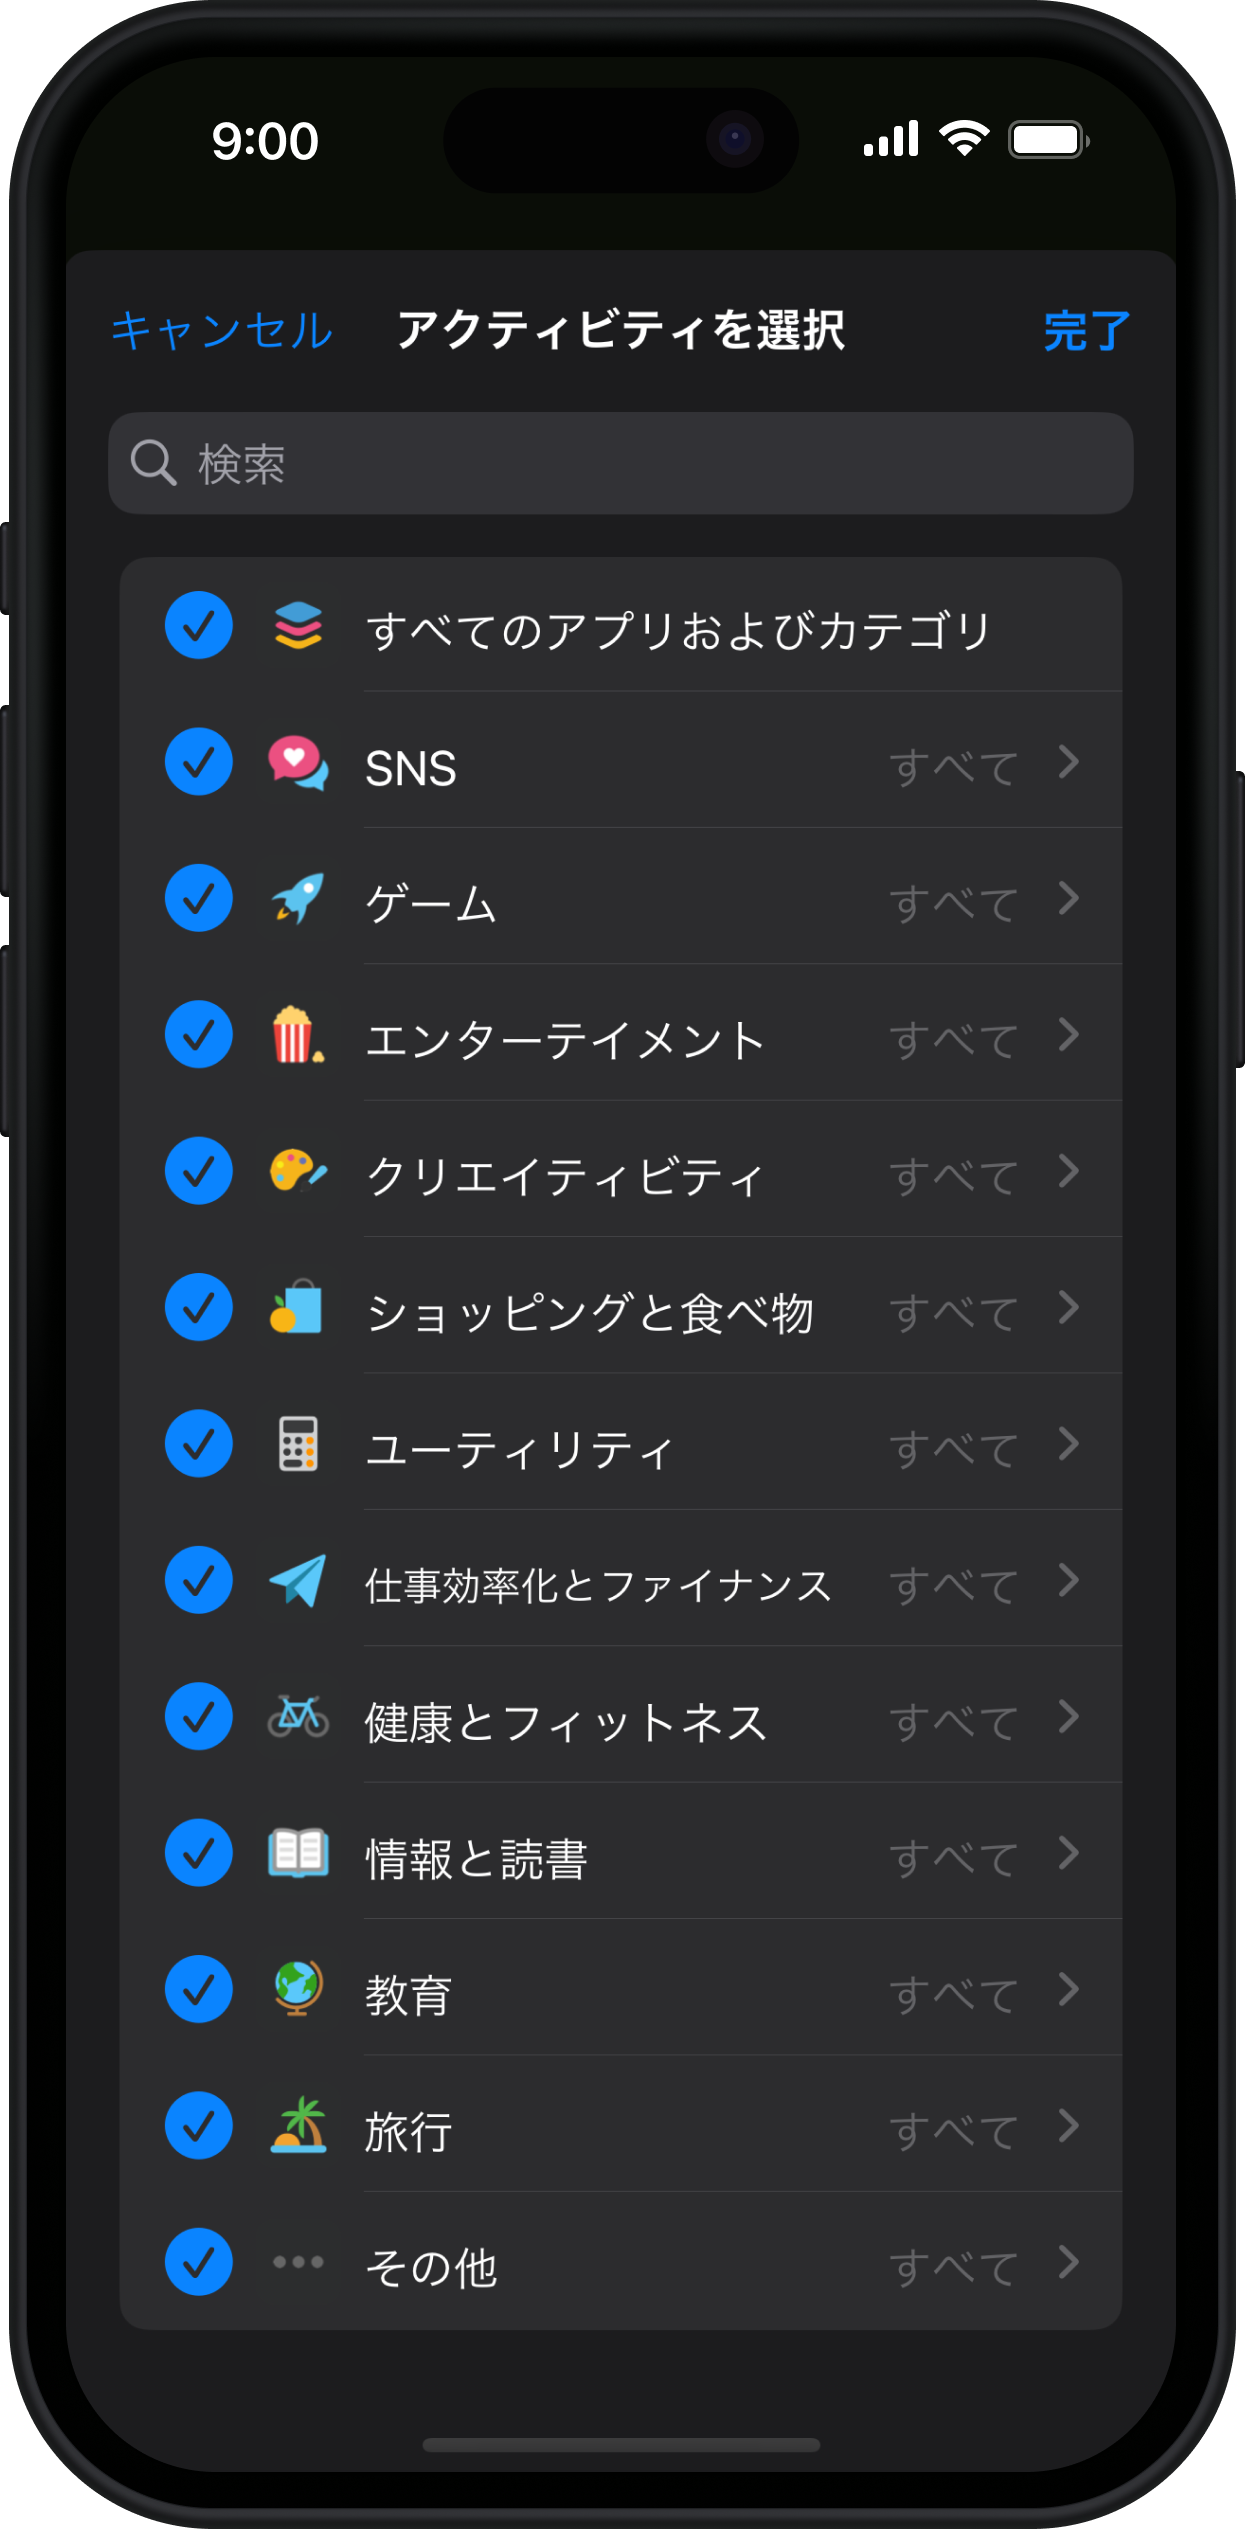 9:00
キャンセル アクティビティを選択 完了
検索
すべてのアプリおよびカテゴリ
SNS すべて
ゲーム すべて
エンターテイメント すべて
クリエイティビティ すべて
ショッピングと食べ物 すべて
ユーティリティ すべて
仕事効率化とファイナンス すべて
健康とフィットネス すべて
情報と読書 すべて
教育 すべて
旅行 すべて
その他 すべて